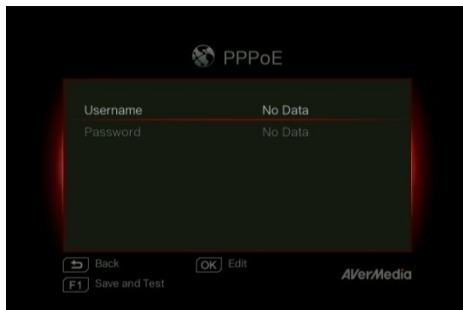 PPPoE
Username No Data
Password No Data
Back OK Edit
F1 Save and Test
AVerMedia